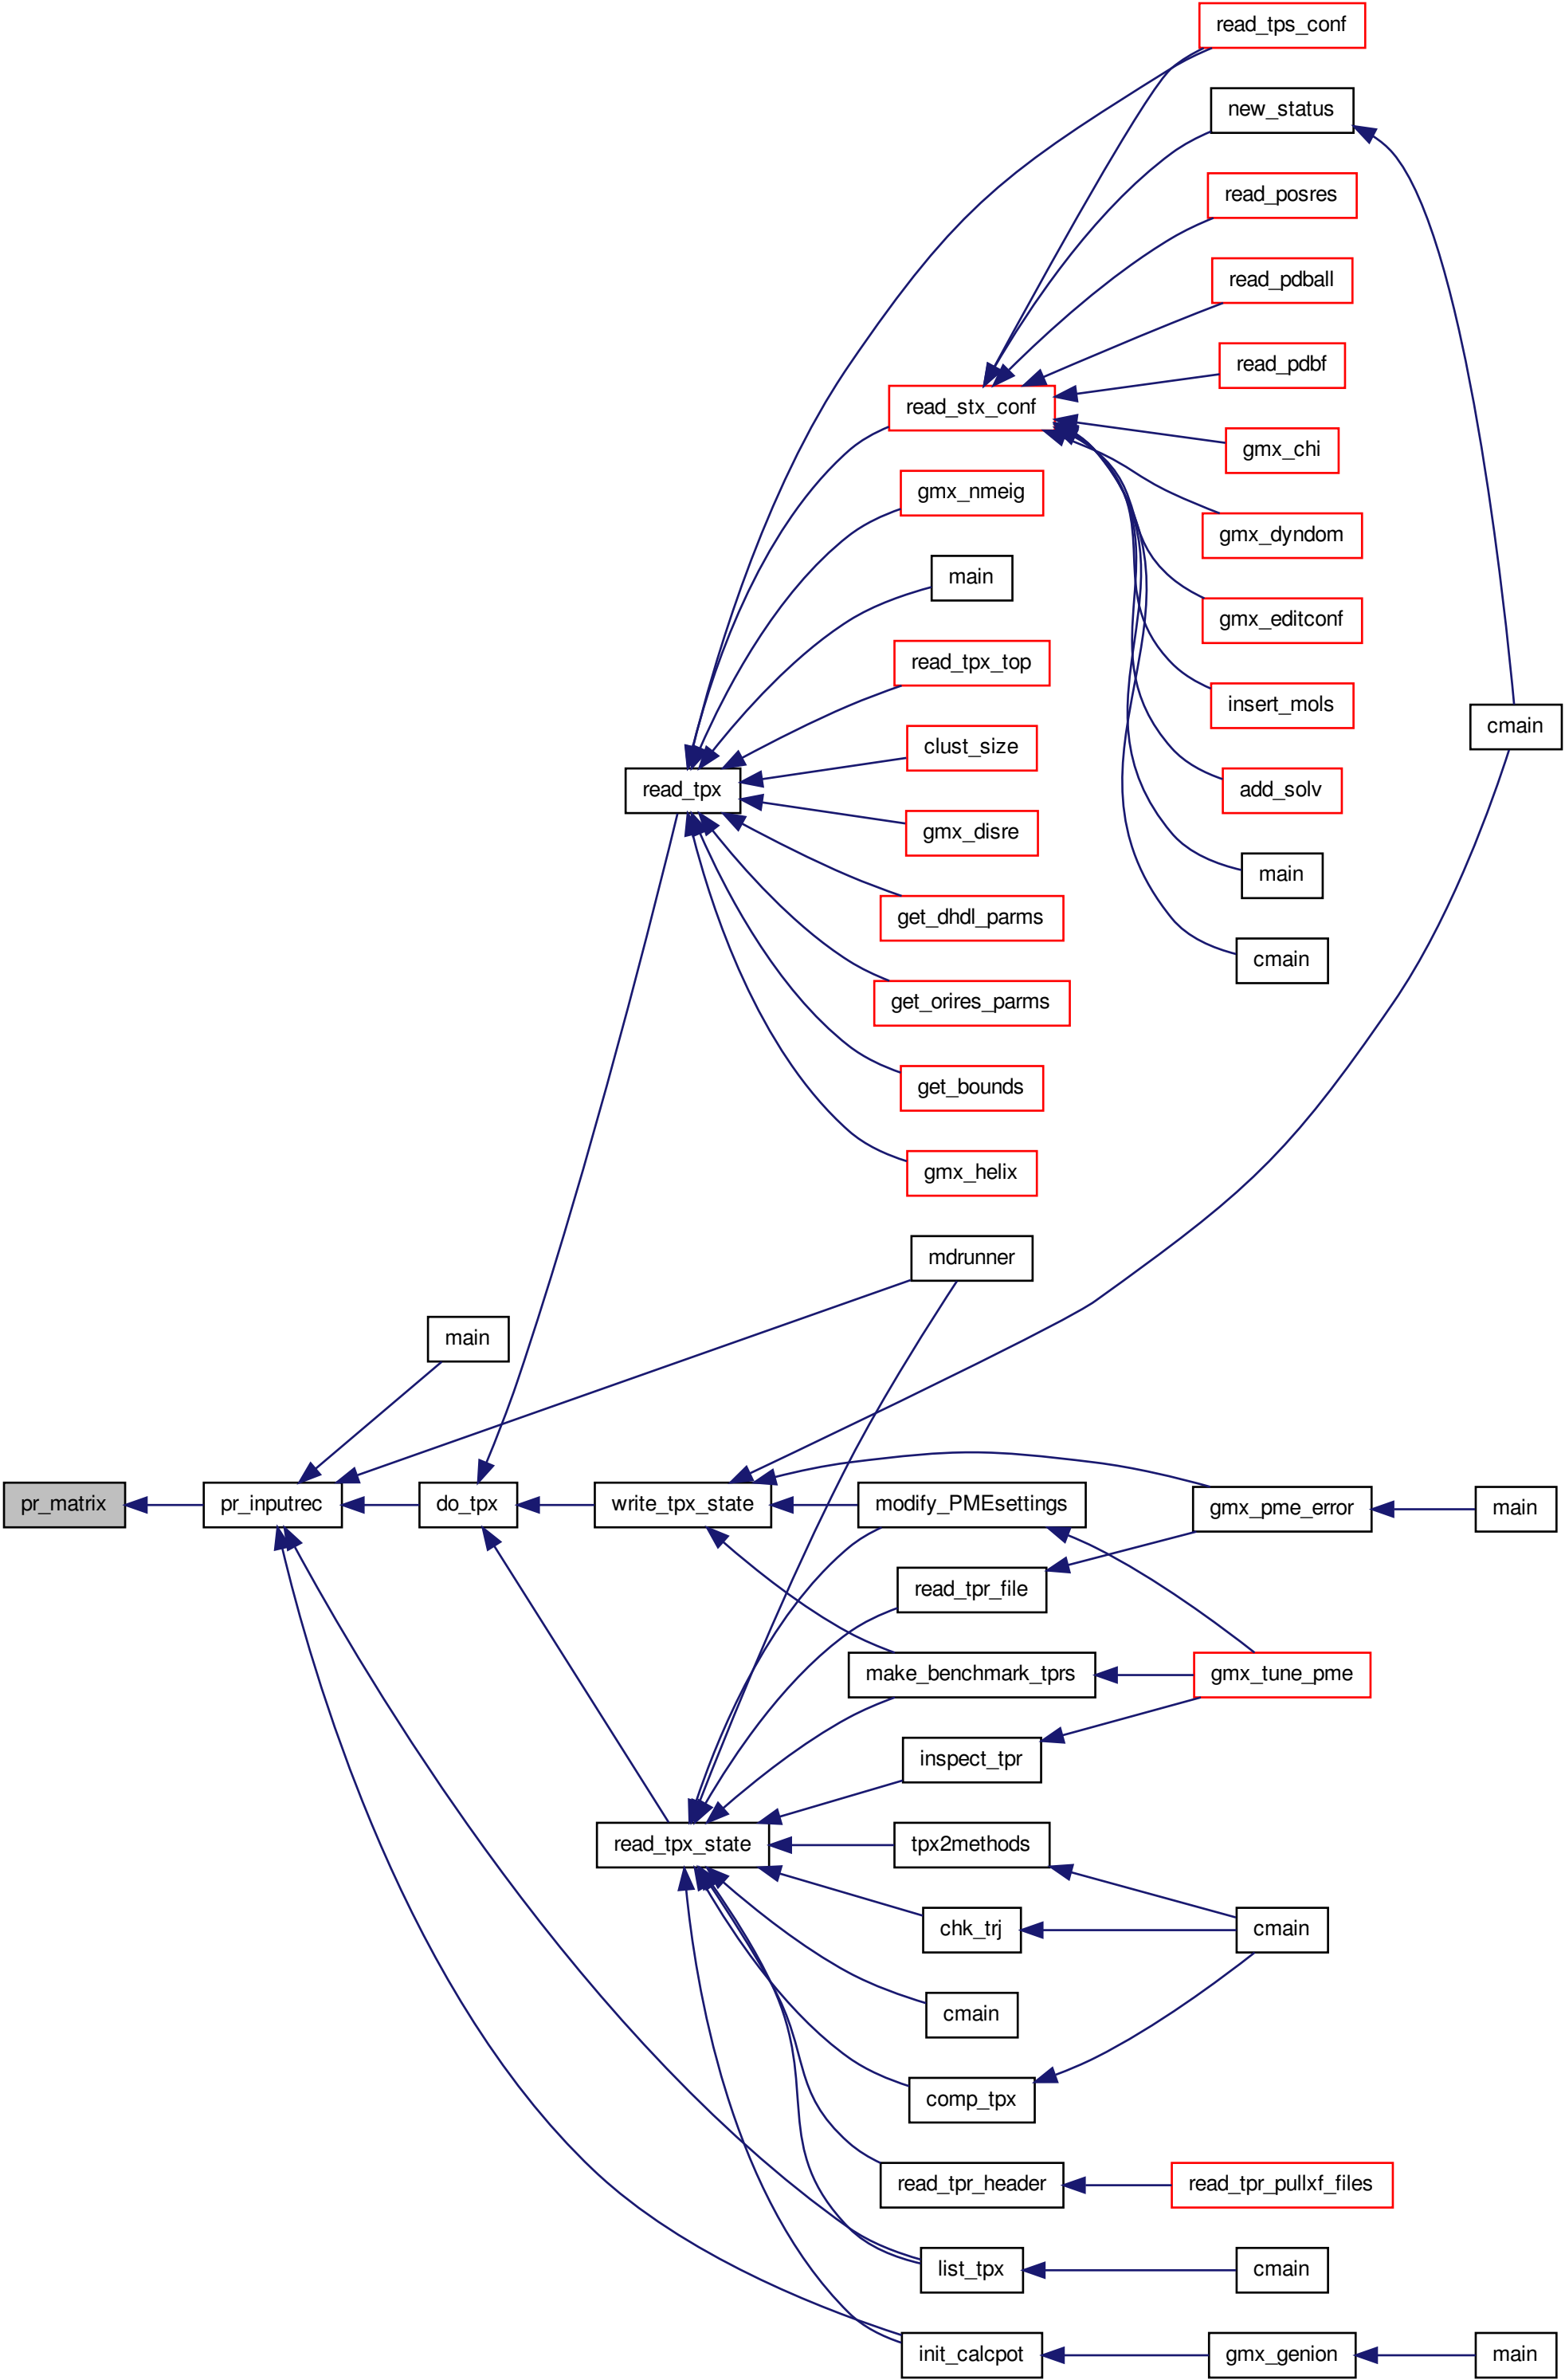 read_tps_conf
new_status
read_posres
read_pdball
read_pdbf
read_stx_conf
gmx_chi
gmx_nmeig
gmx_dyndom
main
gmx_editconf
read_tpx_top
insert_mols
cmain
clust_size
read_tpx
add_solv
gmx_disre
main
get_dhdl_parms
cmain
get_orires_parms
get_bounds
gmx_helix
mdrunner
main
pr_matrix
pr_inputrec
do_tpx
write_tpx_state
modify_PMEsettings
gmx_pme_error
main
read_tpr_file
make_benchmark_tprs
gmx_tune_pme
inspect_tpr
read_tpx_state
tpx2methods
chk_trj
cmain
cmain
comp_tpx
read_tpr_header
read_tpr_pullxf_files
list_tpx
cmain
init_calcpot
gmx_genion
main